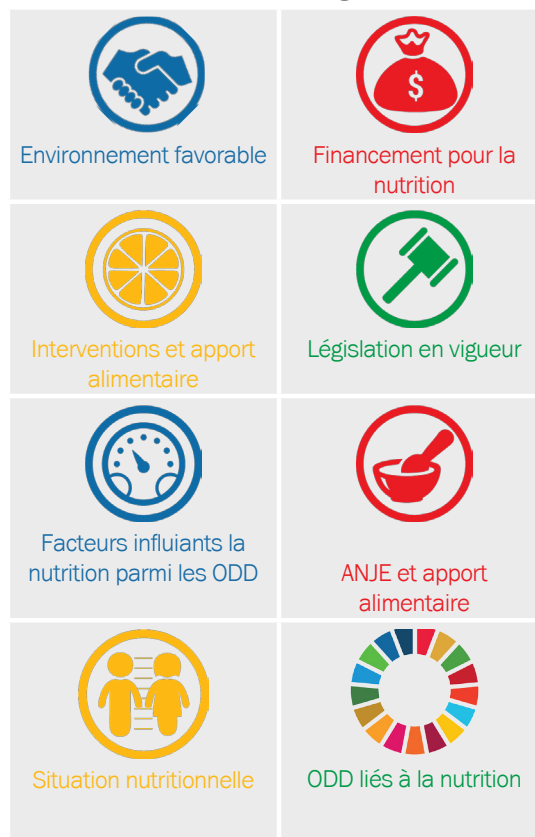 Environnement favorable
Financement pour la
nutrition
Interventions et apport
alimentaire
Législation en vigueur
Facteurs influiants la
nutrition parmi les ODD
ANJE et apport
alimentaire
Situation nutritionnelle
ODD liés à la nutrition